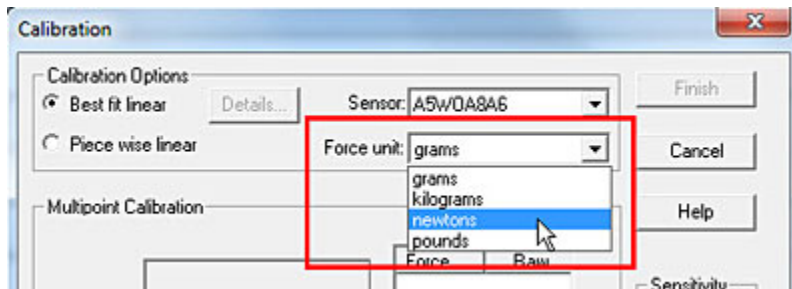 Calibration
Calibration Options
Best fit linear Details... Sensor: A5W0A8A6 Finish
Piece wise linear Force unit: grams Cancel
grams
kilograms
Multipoint Calibration newtons Help
pounds
Force Raw
Sensitivity